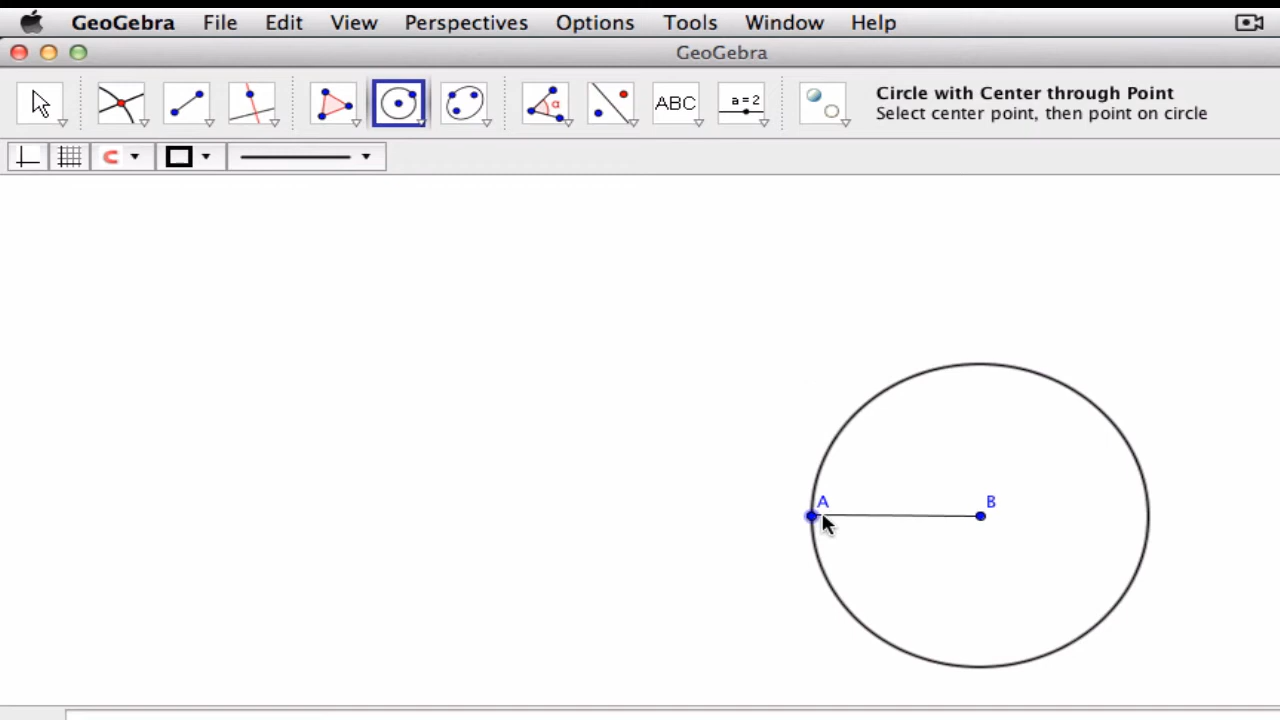 GeoGebra File Edit View Perspectives Options Tools Window Help
GeoGebra
α ABC a = 2 Circle with Center through Point
Select center point, then point on circle
A B